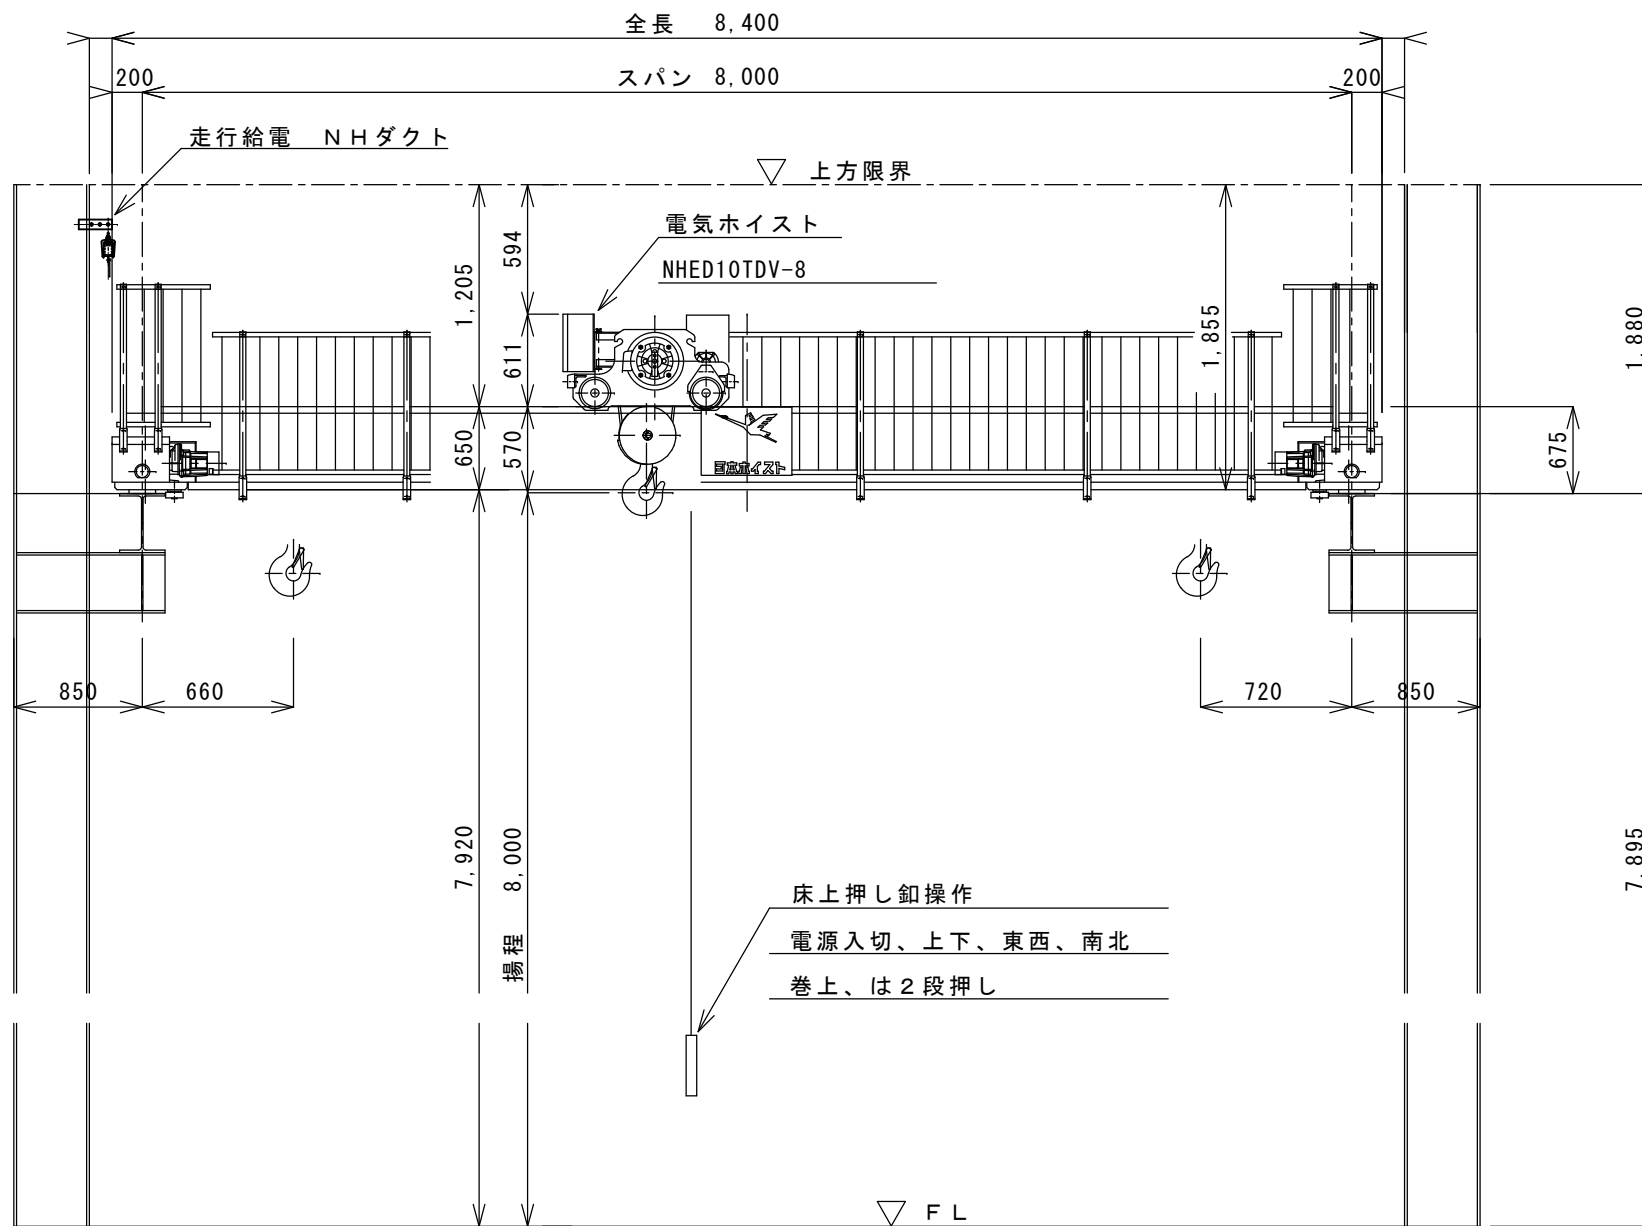 全長 8,400
200
スパン 8,000
200
走行給電 NHダクト
上方限界
電気ホイスト
NHED10TDV-8
1,205
594
611
650
570
1,855
1,880
675
日本ホイスト
850
660
720
850
7,920
揚程 8,000
7,895
床上押し釦操作
電源入切、上下、東西、南北
巻上、は2段押し
FL